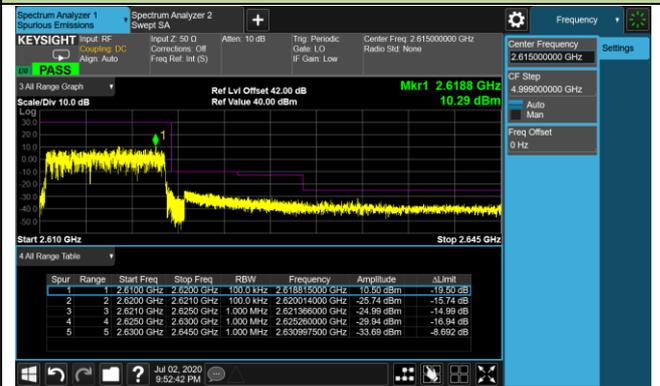 Spectrum Analyzer 1
Spurious Emissions
Spectrum Analyzer 2
Swept SA
Frequency
KEYSIGHT
Input: RF
Coupling: DC
Align: Auto
Input Z: 50 Ω
Corrections: Off
Freq Ref: Int (S)
Atten: 10 dB
Trig: Periodic
Gate: LO
IF Gain: Low
Center Freq: 2.615000000 GHz
Radio Std: None
PASS
Center Frequency
2.615000000 GHz
Settings
CF Step
4.999000000 GHz
Auto
Man
Freq Offset
0 Hz
3 All Range Graph
Scale/Div 10.0 dB
Ref Lvl Offset 42.00 dB
Ref Value 40.00 dBm
Mkr1 2.6188 GHz
10.29 dBm
Log
30.0
20.0
10.0
0.00
-10.0
-20.0
-30.0
-40.0
-50.0
1
Start 2.610 GHz
Stop 2.645 GHz
4 All Range Table
Spur Range Start Freq Stop Freq RBW Frequency Amplitude ΔLimit
1 1 2.6100 GHz 2.6200 GHz 100.0 kHz 2.618815000 GHz 10.50 dBm -19.50 dB
2 2 2.6200 GHz 2.6210 GHz 100.0 kHz 2.620014000 GHz -25.74 dBm -15.74 dB
3 3 2.6210 GHz 2.6250 GHz 1.000 MHz 2.621366000 GHz -24.99 dBm -14.99 dB
4 4 2.6250 GHz 2.6300 GHz 1.000 MHz 2.625260000 GHz -29.94 dBm -16.94 dB
5 5 2.6300 GHz 2.6450 GHz 1.000 MHz 2.630997500 GHz -33.69 dBm -8.692 dB
Jul 02, 2020
9:52:42 PM